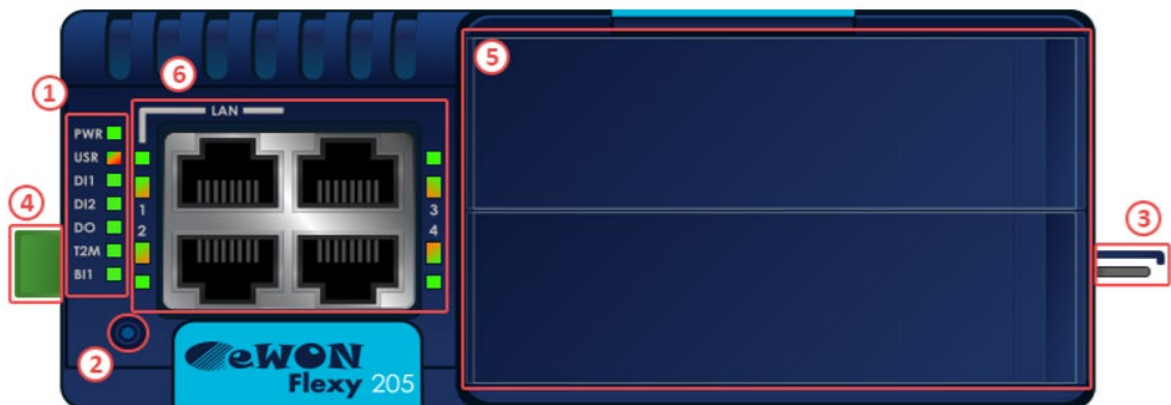 5
6
1
LAN
PWR
USR
DI1
DI2
1
3
4
DO
2
4
3
T2M
BI1
2
eWON
Flexy 205